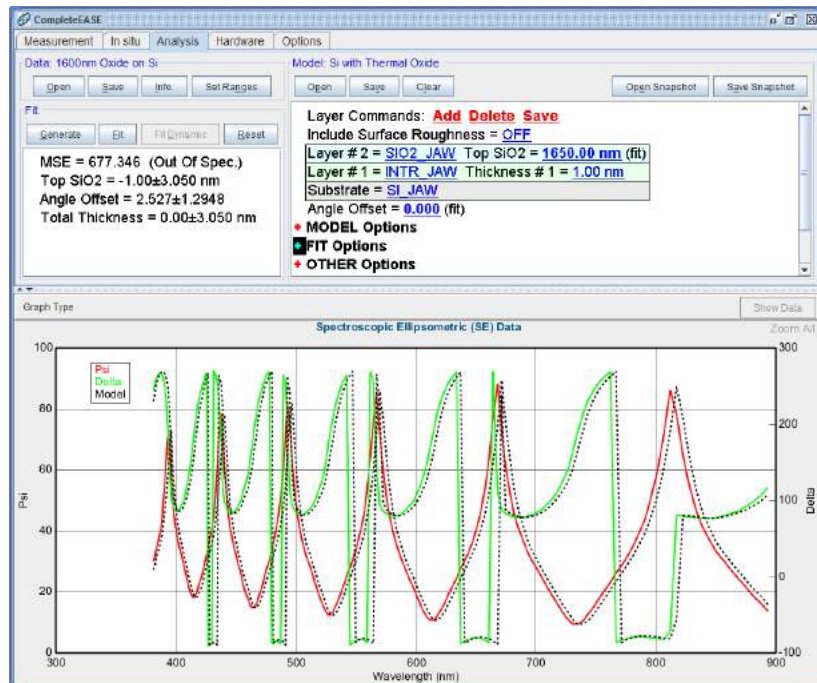 CompleteEASE
Measurement In situ Analysis Hardware Options
Data: 1600nm Oxide on Si
Open Save Info. Set Ranges
Fit:
Generate Fit Fit Dynamic Reset
MSE = 677.346 (Out Of Spec.)
Top SiO2 = -1.00±3.050 nm
Angle Offset = 2.527±1.2948
Total Thickness = 0.00±3.050 nm
Model: Si with Thermal Oxide
Open Save Clear Open Snapshot Save Snapshot
Layer Commands: Add Delete Save
Include Surface Roughness = OFF
Layer # 2 = SIO2_JAW Top SiO2 = 1650.00 nm (fit)
Layer # 1 = INTR_JAW Thickness # 1 = 1.00 nm
Substrate = SI_JAW
Angle Offset = 0.000 (fit)
+ MODEL Options
+ FIT Options
+ OTHER Options
Graph Type Show Data
Spectroscopic Ellipsometric (SE) Data Zoom All
Psi
Delta
Model
100
80
60
40
20
0
Psi
300
200
100
0
-100
Delta
300 400 500 600 700 800 900
Wavelength (nm)